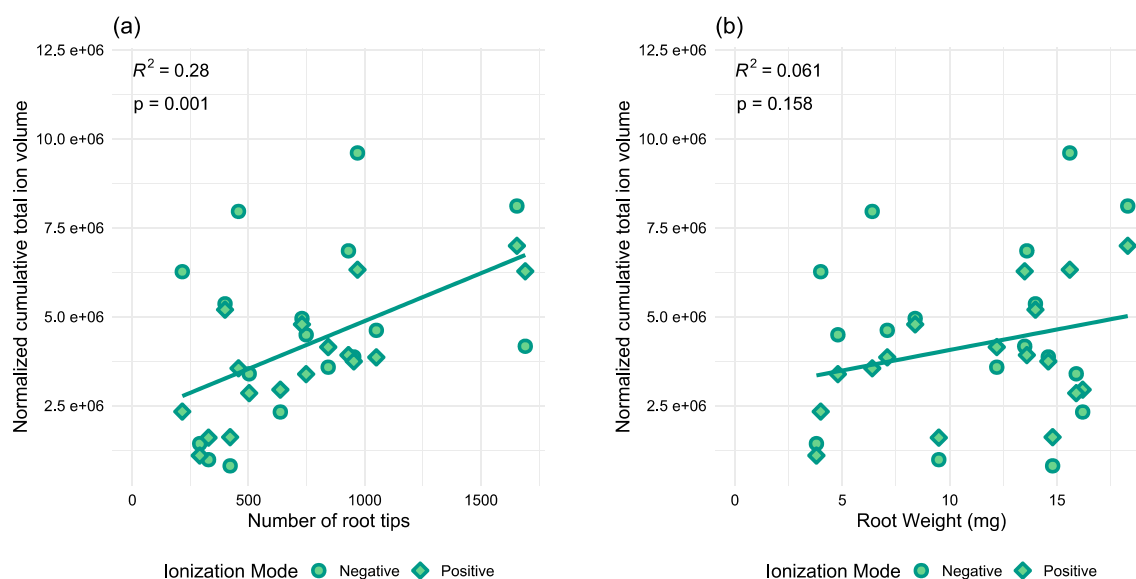 (a)
Normalized cumulative total ion volume
12.5 e+06
10.0 e+06
7.5 e+06
5.0 e+06
2.5 e+06
R² = 0.28
p = 0.001
0 500 1000 1500
Number of root tips
Ionization Mode Negative Positive
(b)
Normalized cumulative total ion volume
12.5 e+06
10.0 e+06
7.5 e+06
5.0 e+06
2.5 e+06
R² = 0.061
p = 0.158
0 5 10 15
Root Weight (mg)
Ionization Mode Negative Positive